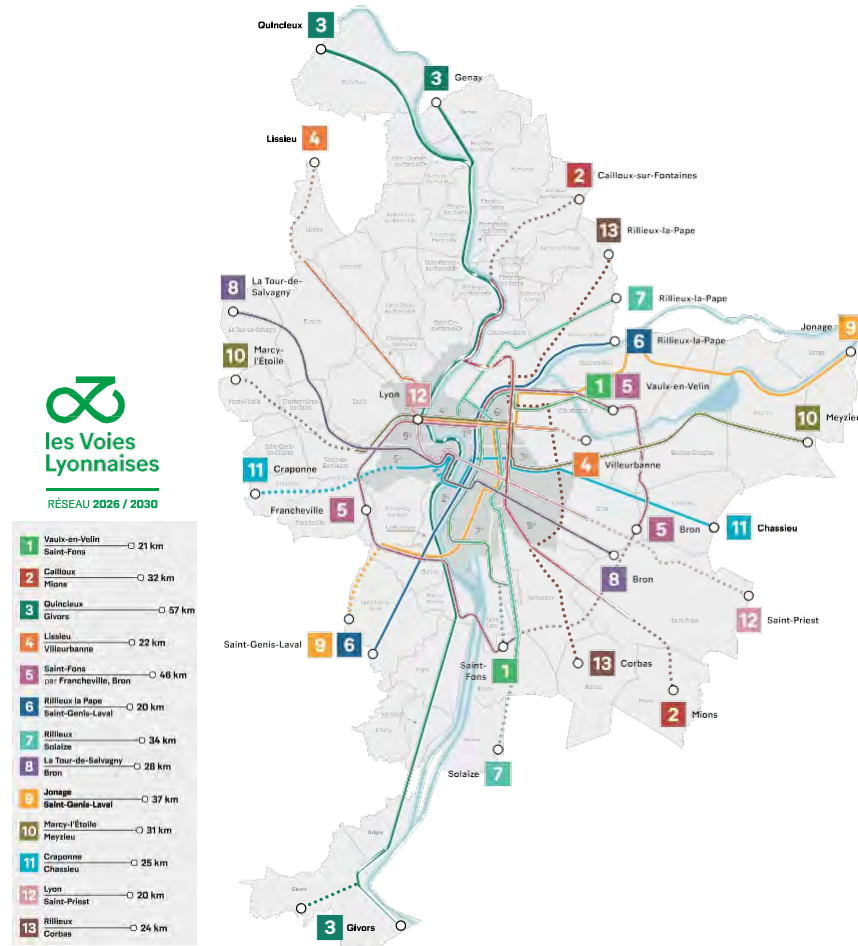 Quincieux 3
3 Genay
Lissieu 4
2 Cailloux-sur-Fontaines
13 Rillieux-la-Pape
8 La Tour-de-
Salvagny
7 Rillieux-la-Pape
Jonage 9
6 Rillieux-la-Pape
10 Marcy-
l'Étoile
1 5 Vaulx-en-Velin
Lyon 12
10 Meyzieu
4 Villeurbanne
11 Craponne
Francheville 5
5 Bron
11 Chassieu
8 Bron
12 Saint-Priest
Saint-Genis-Laval 9 6
Saint-
Fons 1
13 Corbas
2 Mions
Solaize 7
3 Givors
les Voies
Lyonnaises
RÉSEAU 2026 / 2030
1 Vaulx-en-Velin
Saint-Fons 21 km
2 Cailloux
Mions 32 km
3 Quincieux
Givors 57 km
4 Lissieu
Villeurbanne 22 km
5 Saint-Fons
par Francheville, Bron 46 km
6 Rillieux la Pape
Saint-Genis-Laval 20 km
7 Rillieux
Solaize 34 km
8 La Tour-de-Salvagny
Bron 28 km
9 Jonage
Saint-Genis-Laval 37 km
10 Marcy-l'Étoile
Meyzieu 31 km
11 Craponne
Chassieu 25 km
12 Lyon
Saint-Priest 20 km
13 Rillieux
Corbas 24 km